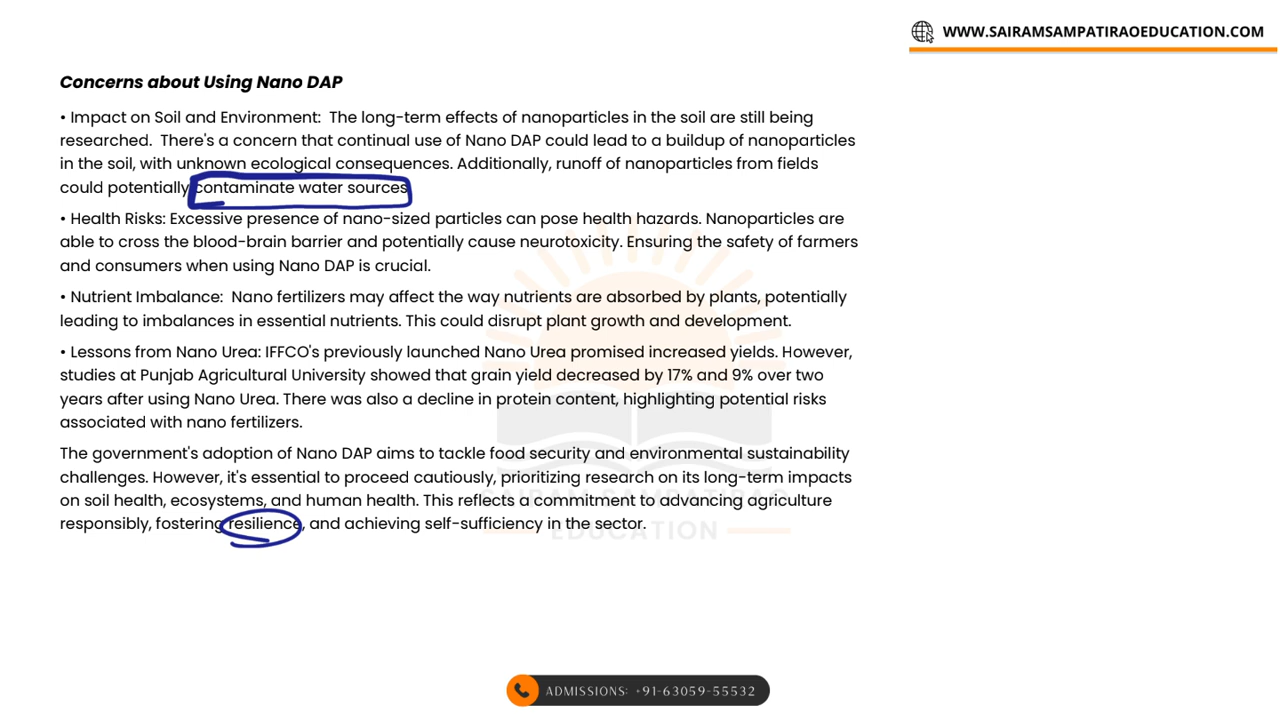 WWW.SAIRAMSAMPATIRAOEDUCATION.COM
Concerns about Using Nano DAP
• Impact on Soil and Environment:  The long-term effects of nanoparticles in the soil are still being
researched.  There's a concern that continual use of Nano DAP could lead to a buildup of nanoparticles
in the soil, with unknown ecological consequences. Additionally, runoff of nanoparticles from fields
could potentially contaminate water sources.
• Health Risks: Excessive presence of nano-sized particles can pose health hazards. Nanoparticles are
able to cross the blood-brain barrier and potentially cause neurotoxicity. Ensuring the safety of farmers
and consumers when using Nano DAP is crucial.
• Nutrient Imbalance:  Nano fertilizers may affect the way nutrients are absorbed by plants, potentially
leading to imbalances in essential nutrients. This could disrupt plant growth and development.
• Lessons from Nano Urea: IFFCO's previously launched Nano Urea promised increased yields. However,
studies at Punjab Agricultural University showed that grain yield decreased by 17% and 9% over two
years after using Nano Urea. There was also a decline in protein content, highlighting potential risks
associated with nano fertilizers.
The government's adoption of Nano DAP aims to tackle food security and environmental sustainability
challenges. However, it's essential to proceed cautiously, prioritizing research on its long-term impacts
on soil health, ecosystems, and human health. This reflects a commitment to advancing agriculture
responsibly, fostering resilience, and achieving self-sufficiency in the sector.
SAIRAM SAMPATIRAO
EDUCATION
ADMISSIONS: +91-63059-55532